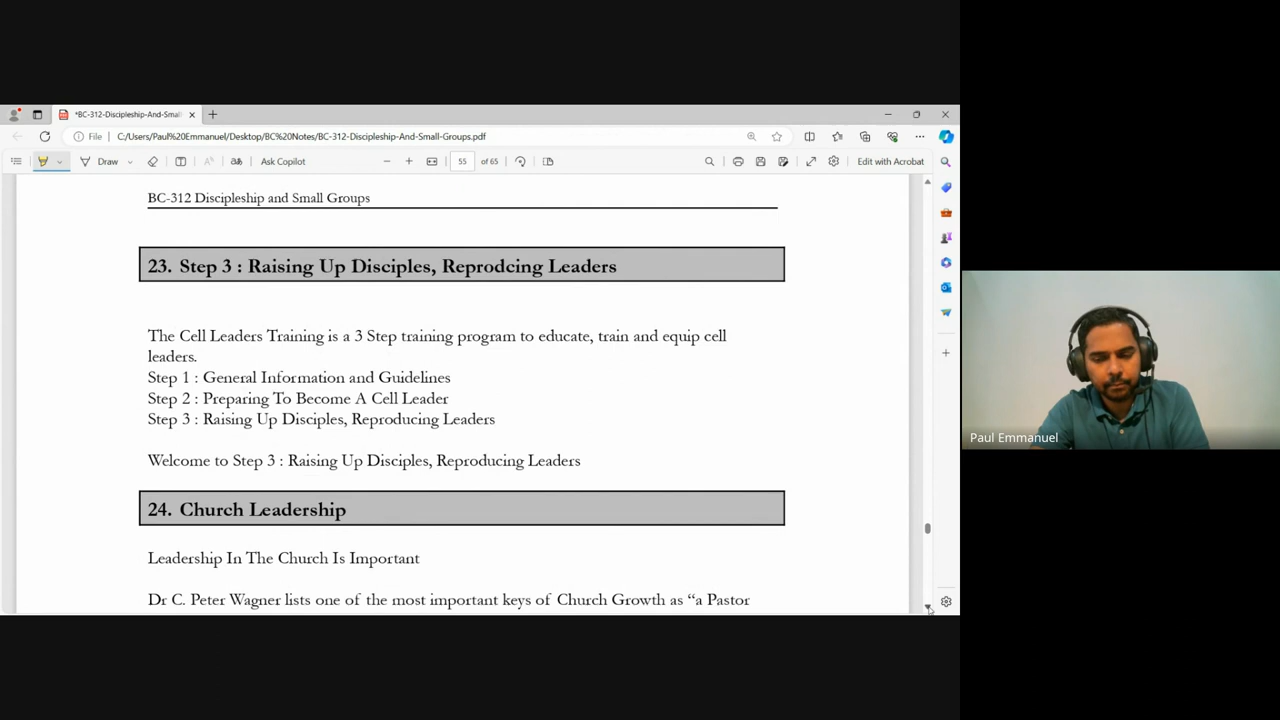 *BC-312-Discipleship-And-Smal
File
C:/Users/Paul%20Emmanuel/Desktop/BC%20Notes/BC-312-Discipleship-And-Small-Groups.pdf
Draw
Ask Copilot
55 of 65
Edit with Acrobat
BC-312 Discipleship and Small Groups
23. Step 3 : Raising Up Disciples, Reprodcing Leaders
The Cell Leaders Training is a 3 Step training program to educate, train and equip cell
leaders.
Step 1 : General Information and Guidelines
Step 2 : Preparing To Become A Cell Leader
Step 3 : Raising Up Disciples, Reproducing Leaders
Welcome to Step 3 : Raising Up Disciples, Reproducing Leaders
24. Church Leadership
Leadership In The Church Is Important
Dr C. Peter Wagner lists one of the most important keys of Church Growth as “a Pastor
Paul Emmanuel